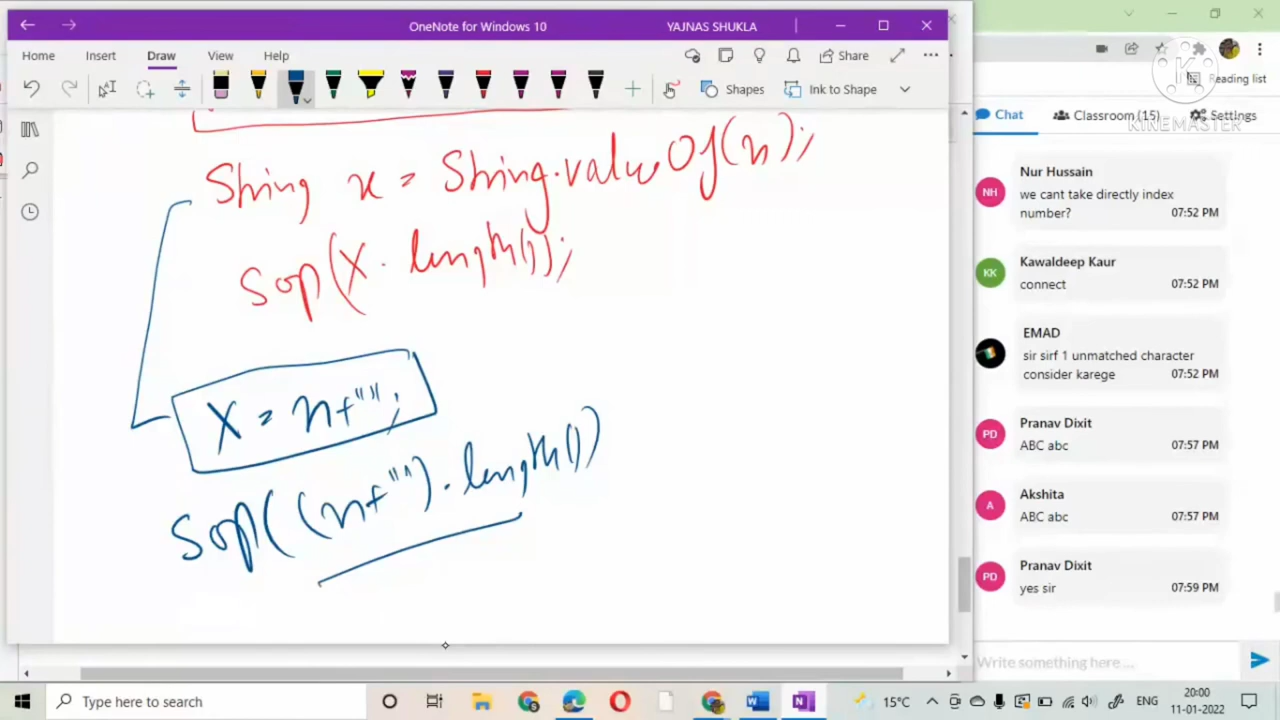 OneNote for Windows 10
YAJNAS SHUKLA
Home
Insert
Draw
View
Help
Share
Shapes
Ink to Shape
String x = String.valueOf(n);
Sop(X.length());
X = n+"";
Sop((n+"").length()
Reading list
KINEMASTER
Chat
Classroom (15)
Settings
NH
Nur Hussain
we cant take directly index
number?
07:52 PM
KK
Kawaldeep Kaur
connect
07:52 PM
EMAD
sir sirf 1 unmatched character
consider karege
07:52 PM
PD
Pranav Dixit
ABC abc
07:57 PM
A
Akshita
ABC abc
07:57 PM
PD
Pranav Dixit
yes sir
07:59 PM
Write something here ...
Type here to search
15°C
ENG
20:00
11-01-2022